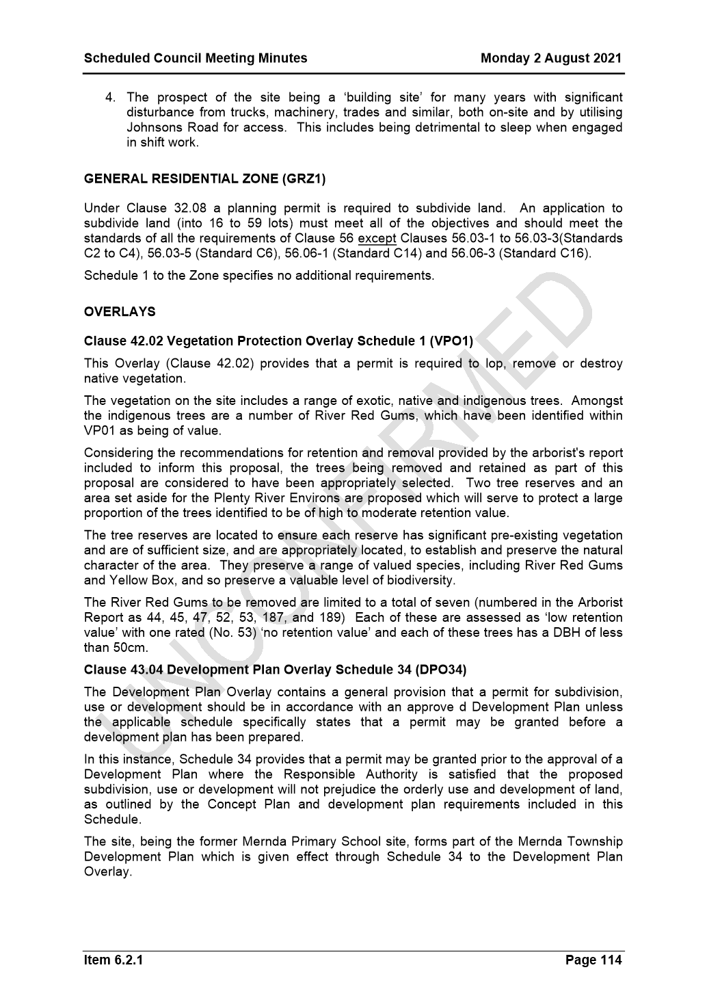 Scheduled Council Meeting Minutes Monday 2 August 2021
4. The prospect of the site being a ‘building site’ for many years with significant
disturbance from trucks, machinery, trades and similar, both on-site and by utilising
Johnsons Road for access. This includes being detrimental to sleep when engaged
in shift work.
GENERAL RESIDENTIAL ZONE (GRZ1)
Under Clause 32.08 a planning permit is required to subdivide land. An application to
subdivide land (into 16 to 59 lots) must meet all of the objectives and should meet the
standards of all the requirements of Clause 56 except Clauses 56.03-1 to 56.03-3(Standards
C2 to C4), 56.03-5 (Standard C6), 56.06-1 (Standard C14) and 56.06-3 (Standard C16).
Schedule 1 to the Zone specifies no additional requirements.
OVERLAYS
Clause 42.02 Vegetation Protection Overlay Schedule 1 (VPO1)
This Overlay (Clause 42.02) provides that a permit is required to lop, remove or destroy
native vegetation.
The vegetation on the site includes a range of exotic, native and indigenous trees. Amongst
the indigenous trees are a number of River Red Gums, which have been identified within
VP01 as being of value.
Considering the recommendations for retention and removal provided by the arborist's report
included to inform this proposal, the trees being removed and retained as part of this
proposal are considered to have been appropriately selected. Two tree reserves and an
area set aside for the Plenty River Environs are proposed which will serve to protect a large
proportion of the trees identified to be of high to moderate retention value.
The tree reserves are located to ensure each reserve has significant pre-existing vegetation
and are of sufficient size, and are appropriately located, to establish and preserve the natural
character of the area. They preserve a range of valued species, including River Red Gums
and Yellow Box, and so preserve a valuable level of biodiversity.
The River Red Gums to be removed are limited to a total of seven (numbered in the Arborist
Report as 44, 45, 47, 52, 53, 187, and 189) Each of these are assessed as ‘low retention
value’ with one rated (No. 53) ‘no retention value’ and each of these trees has a DBH of less
than 50cm.
Clause 43.04 Development Plan Overlay Schedule 34 (DPO34)
The Development Plan Overlay contains a general provision that a permit for subdivision,
use or development should be in accordance with an approve d Development Plan unless
the applicable schedule specifically states that a permit may be granted before a
development plan has been prepared.
In this instance, Schedule 34 provides that a permit may be granted prior to the approval of a
Development Plan where the Responsible Authority is satisfied that the proposed
subdivision, use or development will not prejudice the orderly use and development of land,
as outlined by the Concept Plan and development plan requirements included in this
Schedule.
The site, being the former Mernda Primary School site, forms part of the Mernda Township
Development Plan which is given effect through Schedule 34 to the Development Plan
Overlay.
UNCONFIRMED
Item 6.2.1 Page 114